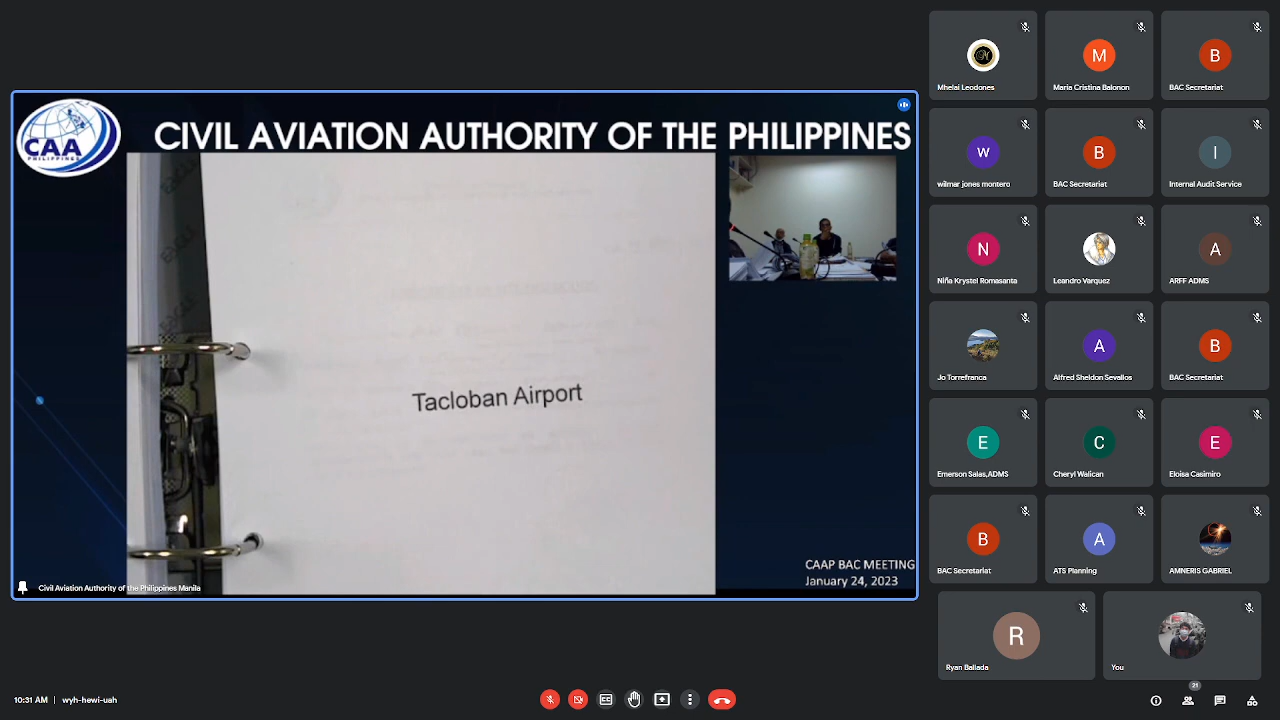 CAA
PHILIPPINES
CIVIL AVIATION AUTHORITY OF THE PHILIPPINES
Tacloban Airport
CAAP BAC MEETING
January 24, 2023
Civil Aviation Authority of the Philippines Manila
Mhelai Leodones
Marie Cristina Balonon
B
BAC Secretariat
M
w
wilmar jones montero
B
BAC Secretariat
I
Internal Audit Service
N
Niña Krystel Romasanta
Leandro Varquez
A
ARFF ADMS
Jo Torrefranca
A
Alfred Sheldon Sevallos
B
BAC Secretariat
E
Emerson Salas,ADMS
C
Cheryl Walican
E
Eloisa Casimiro
B
BAC Secretariat
A
ATS Planning
AMNERIS GABRIEL
R
Ryan Ballada
You
10:31 AM | wyh-hewi-uah
21